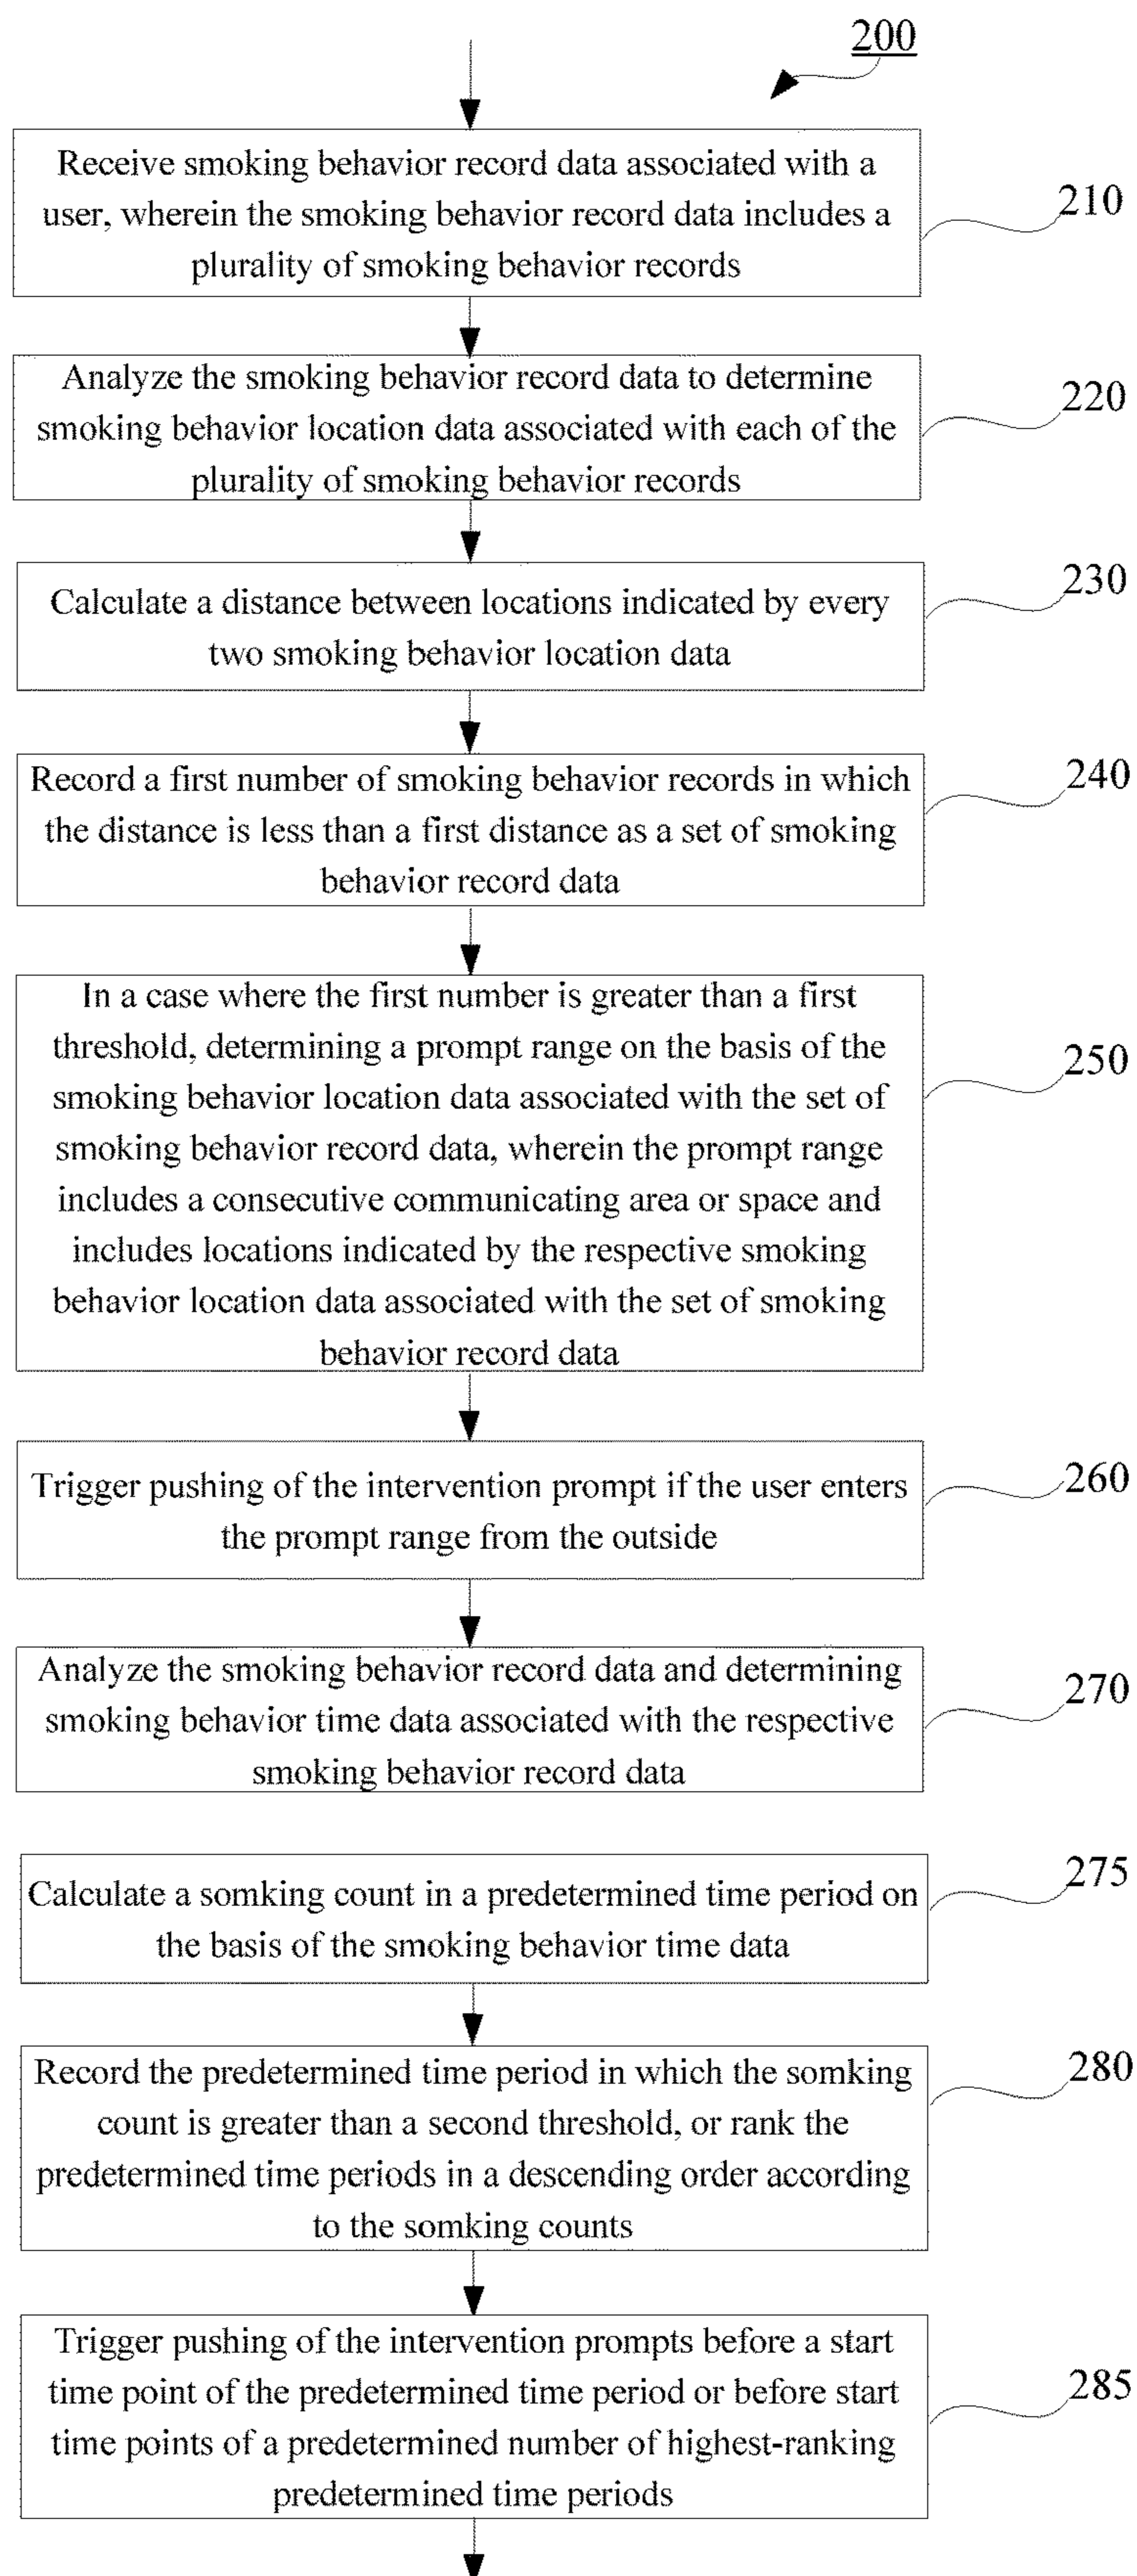 200
Receive smoking behavior record data associated with a
user, wherein the smoking behavior record data includes a
plurality of smoking behavior records
210
Analyze the smoking behavior record data to determine
smoking behavior location data associated with each of the
plurality of smoking behavior records
220
Calculate a distance between locations indicated by every
two smoking behavior location data
230
Record a first number of smoking behavior records in which
the distance is less than a first distance as a set of smoking
behavior record data
240
In a case where the first number is greater than a first
threshold, determining a prompt range on the basis of the
smoking behavior location data associated with the set of
smoking behavior record data, wherein the prompt range
includes a consecutive communicating area or space and
includes locations indicated by the respective smoking
behavior location data associated with the set of smoking
behavior record data
250
Trigger pushing of the intervention prompt if the user enters
the prompt range from the outside
260
Analyze the smoking behavior record data and determining
smoking behavior time data associated with the respective
smoking behavior record data
270
Calculate a somking count in a predetermined time period on
the basis of the smoking behavior time data
275
Record the predetermined time period in which the somking
count is greater than a second threshold, or rank the
predetermined time periods in a descending order according
to the somking counts
280
Trigger pushing of the intervention prompts before a start
time point of the predetermined time period or before start
time points of a predetermined number of highest-ranking
predetermined time periods
285